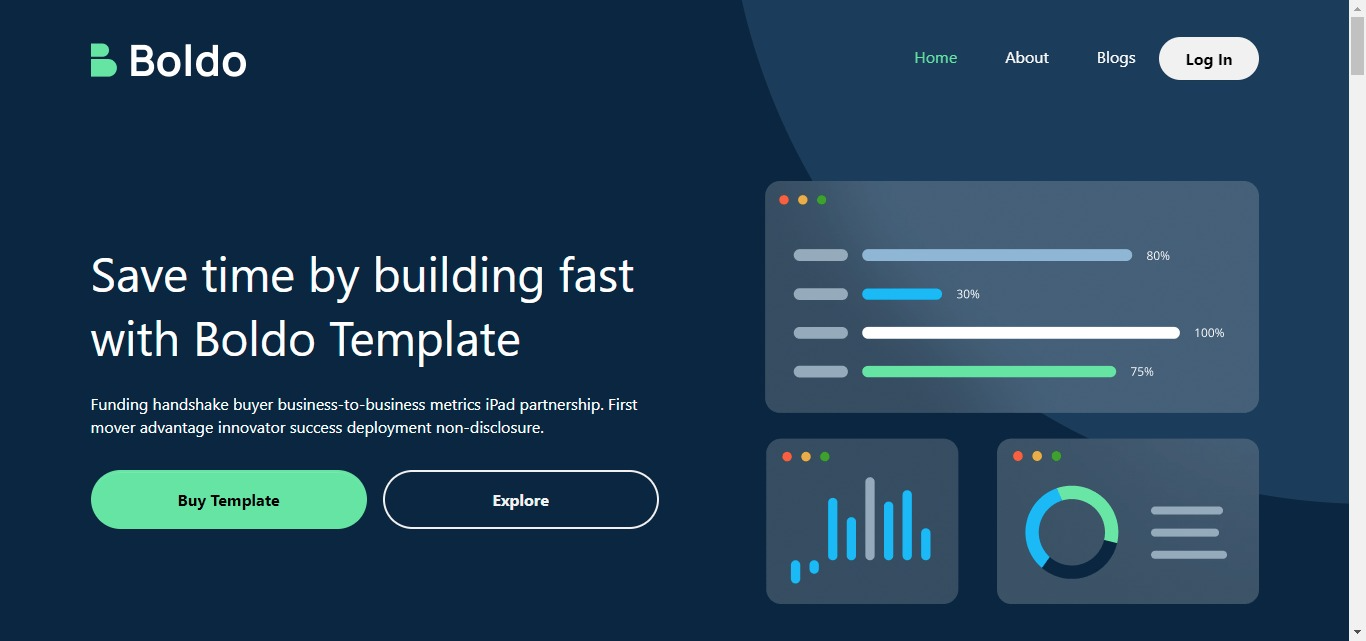 Boldo
Home
About
Blogs
Log In
Save time by building fast
with Boldo Template
Funding handshake buyer business-to-business metrics iPad partnership. First
mover advantage innovator success deployment non-disclosure.
Buy Template
Explore
80%
30%
100%
75%